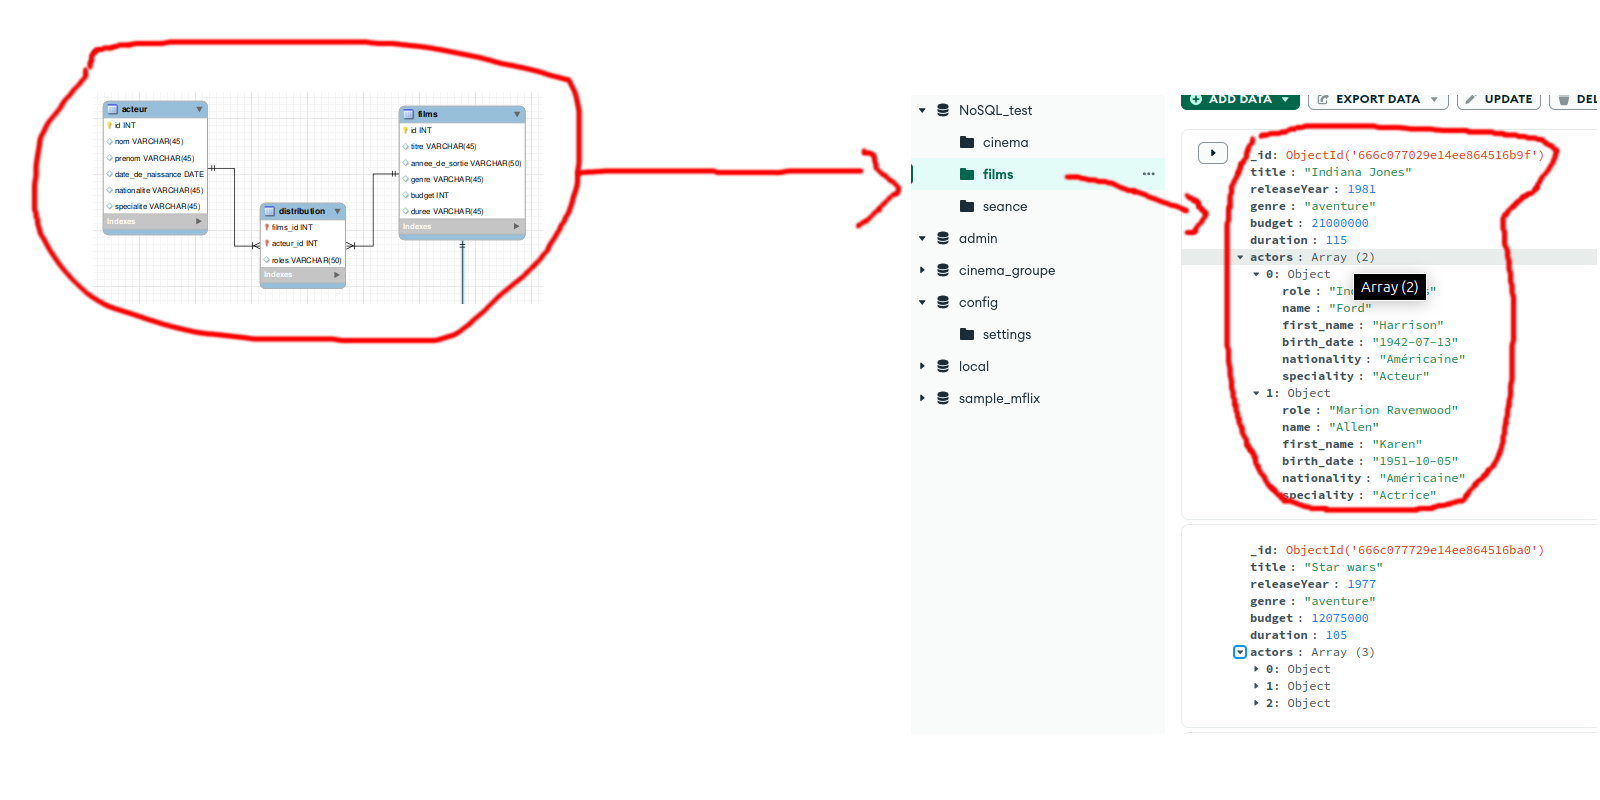 acteur
id INT
nom VARCHAR(45)
prenom VARCHAR(45)
date_de_naissance DATE
nationalite VARCHAR(45)
specialite VARCHAR(45)
Indexes
distribution
films_id INT
acteur_id INT
roles VARCHAR(50)
Indexes
films
id INT
titre VARCHAR(45)
annee_de_sortie VARCHAR(50)
genre VARCHAR(45)
budget INT
duree VARCHAR(45)
Indexes
NoSQL_test
cinema
films
seance
admin
cinema_groupe
config
settings
local
sample_mflix
ADD DATA EXPORT DATA UPDATE DEL
_id: ObjectId('666c077029e14ee864516b9f')
title : "Indiana Jones"
releaseYear : 1981
genre : "aventure"
budget : 21000000
duration : 115
actors : Array (2)
0: Object
Array (2)
role : "In s"
name : "Ford"
first_name : "Harrison"
birth_date : "1942-07-13"
nationality : "Américaine"
speciality : "Acteur"
1: Object
role : "Marion Ravenwood"
name : "Allen"
first_name : "Karen"
birth_date : "1951-10-05"
nationality : "Américaine"
speciality : "Actrice"
_id: ObjectId('666c077729e14ee864516ba0')
title : "Star wars"
releaseYear : 1977
genre : "aventure"
budget : 12075000
duration : 105
actors : Array (3)
0: Object
1: Object
2: Object